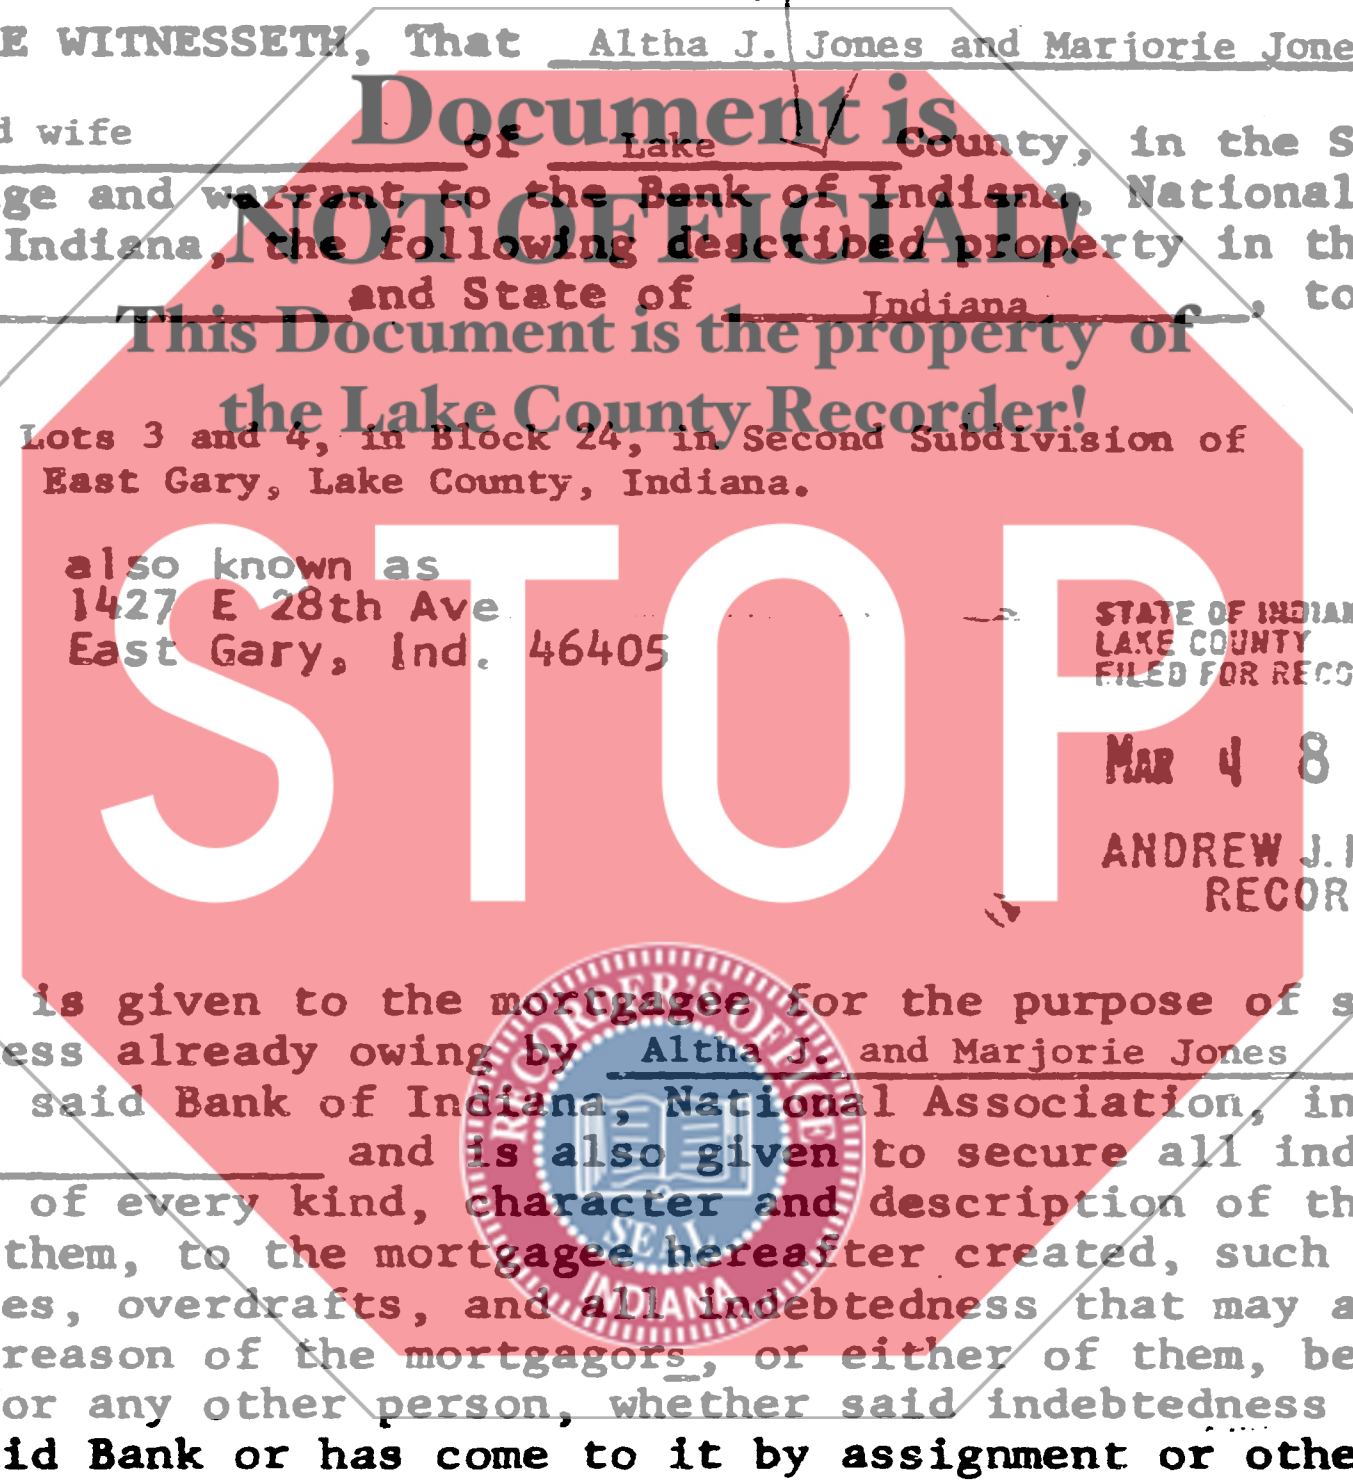 E WITNESSETH, That Altha J. Jones and Marjorie Jone
Document is
d wife of Lake County, in the S
ge and warrant to the Bank of Indiana, National
NOT OFFICIAL!
Indiana, the following described property in th
and State of Indiana, to
This Document is the property of
the Lake County Recorder!
Lots 3 and 4, in Block 24, in Second Subdivision of
East Gary, Lake County, Indiana.
STOP
also known as
1427 E 28th Ave
East Gary, Ind. 46405
STATE OF INDIAN
LAKE COUNTY
FILED FOR RECO
MAR 4 8
ANDREW J.
RECOR
is given to the mortgagee for the purpose of s
ess already owing by Altha J. and Marjorie Jones
said Bank of Indiana, National Association, in
and is also given to secure all ind
of every kind, character and description of th
them, to the mortgagee hereafter created, such
es, overdrafts, and all indebtedness that may a
reason of the mortgagors, or either of them, be
or any other person, whether said indebtedness
id Bank or has come to it by assignment or othe
RECORDER'S OFFICE
SEAL
INDIANA